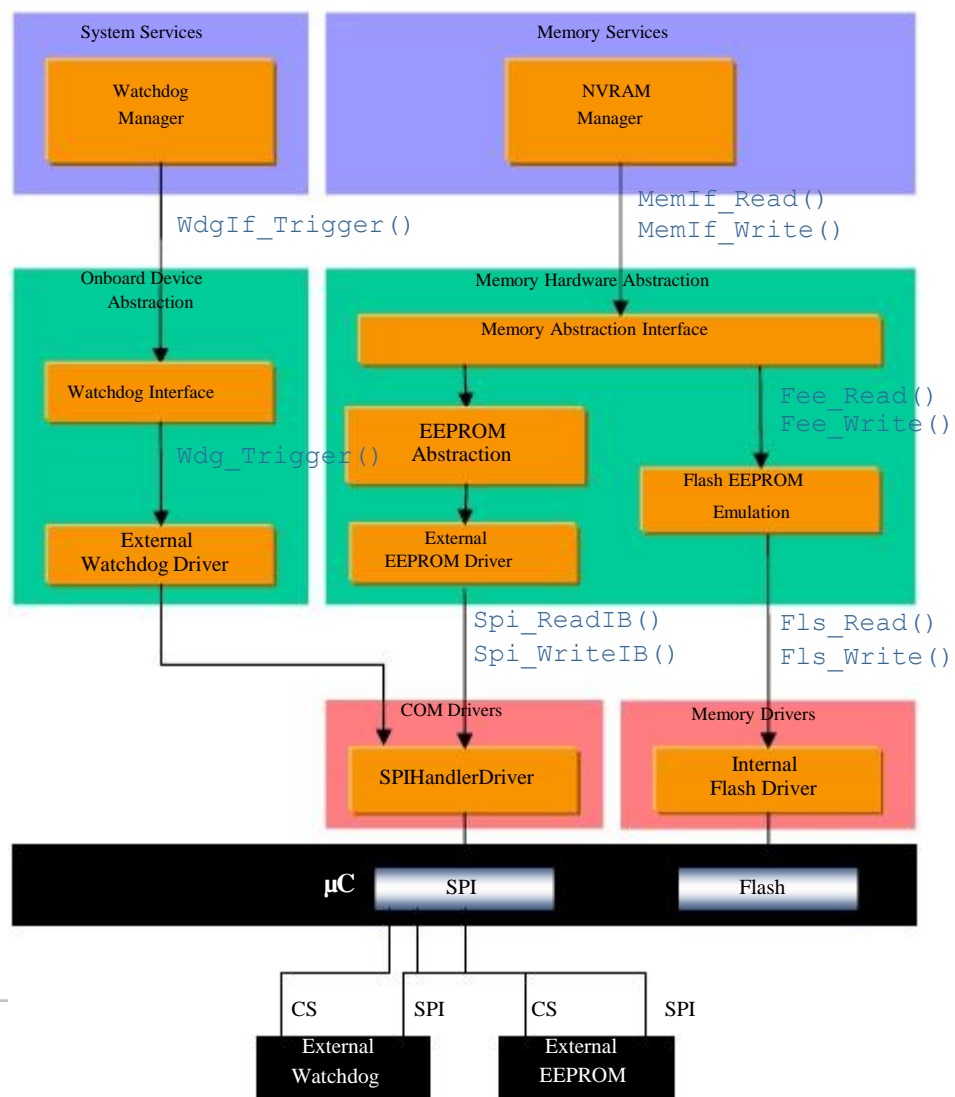 System Services
Memory Services
Watchdog
Manager
NVRAM
Manager
WdgIf_Trigger()
MemIf_Read()
MemIf_Write()
Onboard Device
Abstraction
Memory Hardware Abstraction
Memory Abstraction Interface
Watchdog Interface
Fee_Read()
Fee_Write()
EEPROM
Abstraction
Wdg_Trigger()
Flash EEPROM
Emulation
External
Watchdog Driver
External
EEPROM Driver
Spi_ReadIB()
Spi_WriteIB()
Fls_Read()
Fls_Write()
COM Drivers
Memory Drivers
SPIHandlerDriver
Internal
Flash Driver
µC
SPI
Flash
CS
SPI
CS
SPI
External
Watchdog
External
EEPROM